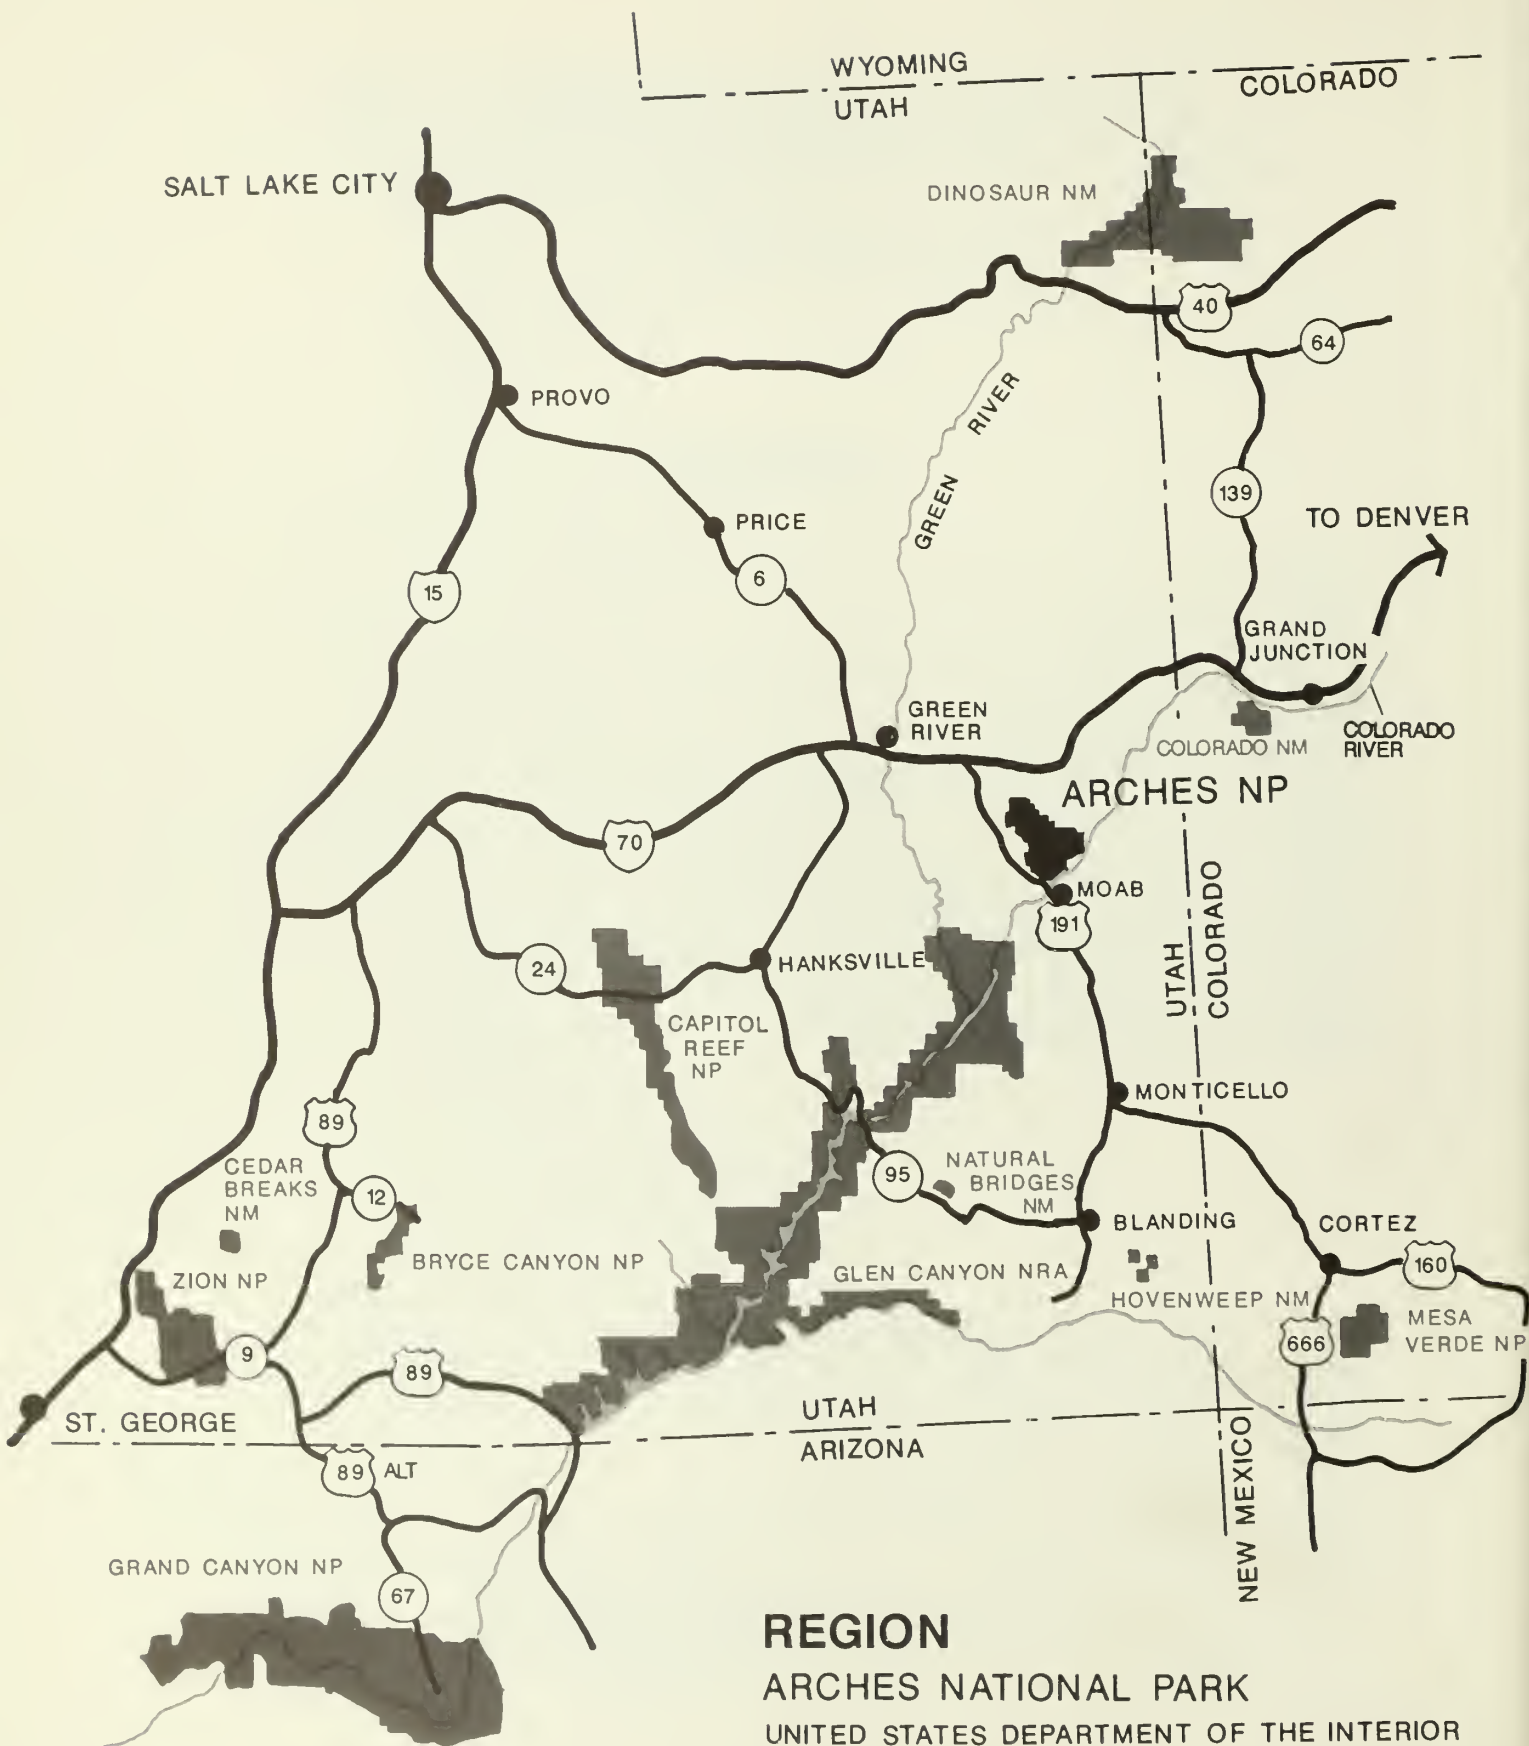 WYOMING
UTAH
COLORADO
SALT LAKE CITY
DINOSAUR NM
40
64
PROVO
GREEN RIVER
139
PRICE
TO DENVER
6
15
GRAND
JUNCTION
GREEN
RIVER
COLORADO
RIVER
COLORADO NM
ARCHES NP
70
MOAB
191
UTAH
COLORADO
HANKSVILLE
24
CAPITOL
REEF
NP
MONTICELLO
89
CEDAR
BREAKS
NM
12
95
NATURAL
BRIDGES
NM
BLANDING
CORTEZ
BRYCE CANYON NP
GLEN CANYON NRA
160
ZION NP
HOVENWEEP NM
MESA
VERDE NP
666
9
89
ST. GEORGE
UTAH
ARIZONA
NEW MEXICO
89 ALT
GRAND CANYON NP
67
REGION
ARCHES NATIONAL PARK
UNITED STATES DEPARTMENT OF THE INTERIOR